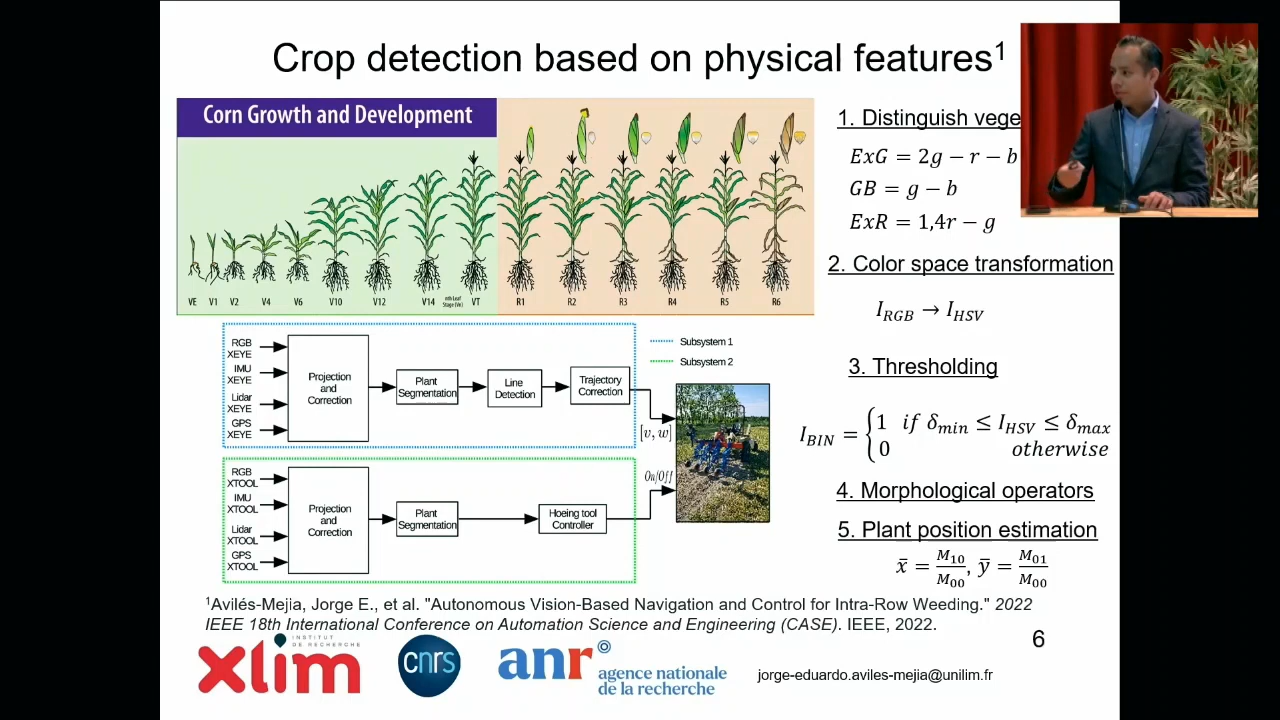 Crop detection based on physical features¹
Corn Growth and Development
VE V1 V2 V4 V6 V10 V12 V14 nth Leaf Stage (Vn) VT R1 R2 R3 R4 R5 R6
1. Distinguish vege
ExG = 2g − r − b
GB = g − b
ExR = 1,4r − g
2. Color space transformation
I_RGB → I_HSV
3. Thresholding
I_BIN = { 1 if δ_min ≤ I_HSV ≤ δ_max
0 otherwise
4. Morphological operators
5. Plant position estimation
x̄ = M₁₀/M₀₀, ȳ = M₀₁/M₀₀
RGB
XEYE
IMU
XEYE
Lidar
XEYE
GPS
XEYE
Projection
and
Correction
Plant
Segmentation
Line
Detection
Trajectory
Correction
[v, w]
Subsystem 1
Subsystem 2
RGB
XTOOL
IMU
XTOOL
Lidar
XTOOL
GPS
XTOOL
Projection
and
Correction
Plant
Segmentation
Hoeing tool
Controller
On/Off
¹Avilés-Mejia, Jorge E., et al. "Autonomous Vision-Based Navigation and Control for Intra-Row Weeding." 2022
IEEE 18th International Conference on Automation Science and Engineering (CASE). IEEE, 2022.
INSTITUT
DE RECHERCHE
xlim
cnrs
anr
agence nationale
de la recherche
jorge-eduardo.aviles-mejia@unilim.fr
6